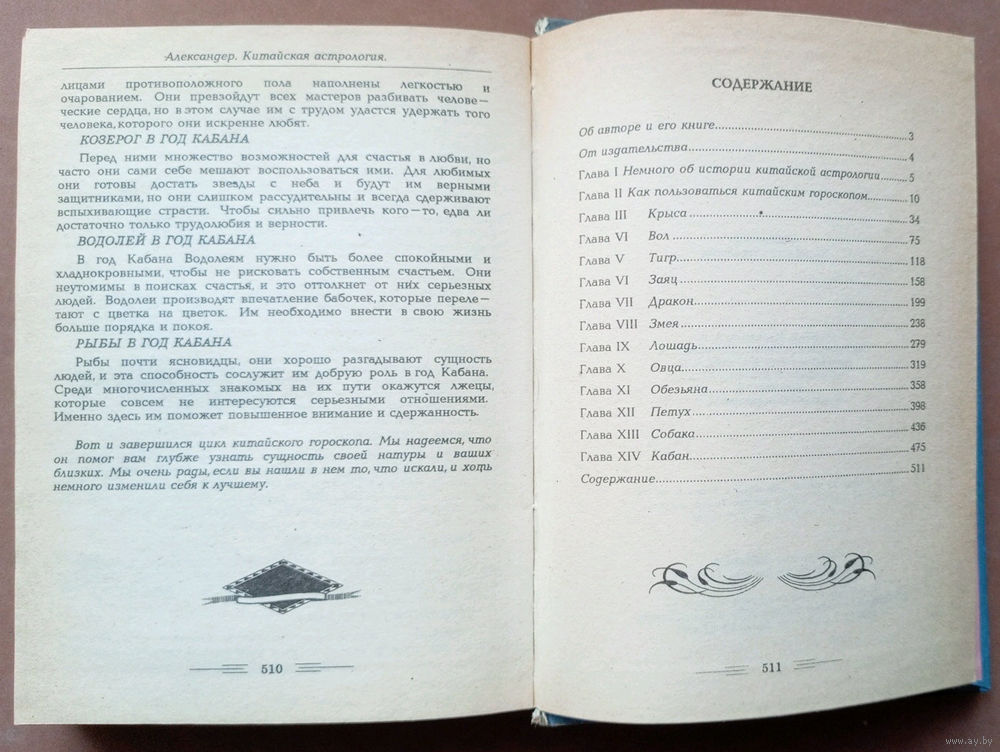 Александер. Китайская астрология.
лицами противоположного пола наполнены легкостью и
очарованием. Они превзойдут всех мастеров разбивать челове—
ческие сердца, но в этом случае им с трудом удастся удержать того
человека, которого они искренне любят.
КОЗЕРОГ В ГОД КАБАНА
Перед ними множество возможностей для счастья в любви, но
часто они сами себе мешают воспользоваться ими. Для любимых
они готовы достать звезды с неба и будут им верными
защитниками, но они слишком рассудительны и всегда сдерживают
вспыхивающие страсти. Чтобы сильно привлечь кого—то, едва ли
достаточно только трудолюбия и верности.
ВОДОЛЕЙ В ГОД КАБАНА
В год Кабана Водолеям нужно быть более спокойными и
хладнокровными, чтобы не рисковать собственным счастьем. Они
неутомимы в поисках счастья, и это оттолкнет от них серьезных
людей. Водолеи производят впечатление бабочек, которые переле—
тают с цветка на цветок. Им необходимо внести в свою жизнь
больше порядка и покоя.
РЫБЫ В ГОД КАБАНА
Рыбы почти ясновидцы, они хорошо разгадывают сущность
людей, и эта способность сослужит им добрую роль в год Кабана.
Среди многочисленных знакомых на их пути окажутся лжецы,
которые совсем не интересуются серьезными отношениями.
Именно здесь им поможет повышенное внимание и сдержанность.
Вот и завершился цикл китайского гороскопа. Мы надеемся, что
он помог вам глубже узнать сущность своей натуры и ваших
близких. Мы очень рады, если вы нашли в нем то, что искали, и хоть
немного изменили себя к лучшему.
510
СОДЕРЖАНИЕ
Об авторе и его книге 3
От издательства 4
Глава I Немного об истории китайской астрологии 5
Глава II Как пользоваться китайским гороскопом 10
Глава III Крыса 34
Глава VI Вол 75
Глава V Тигр 118
Глава VI Заяц 158
Глава VII Дракон 199
Глава VIII Змея 238
Глава IX Лошадь 279
Глава X Овца 319
Глава XI Обезьяна 358
Глава XII Петух 398
Глава XIII Собака 436
Глава XIV Кабан 475
Содержание 511
511
www.ay.by